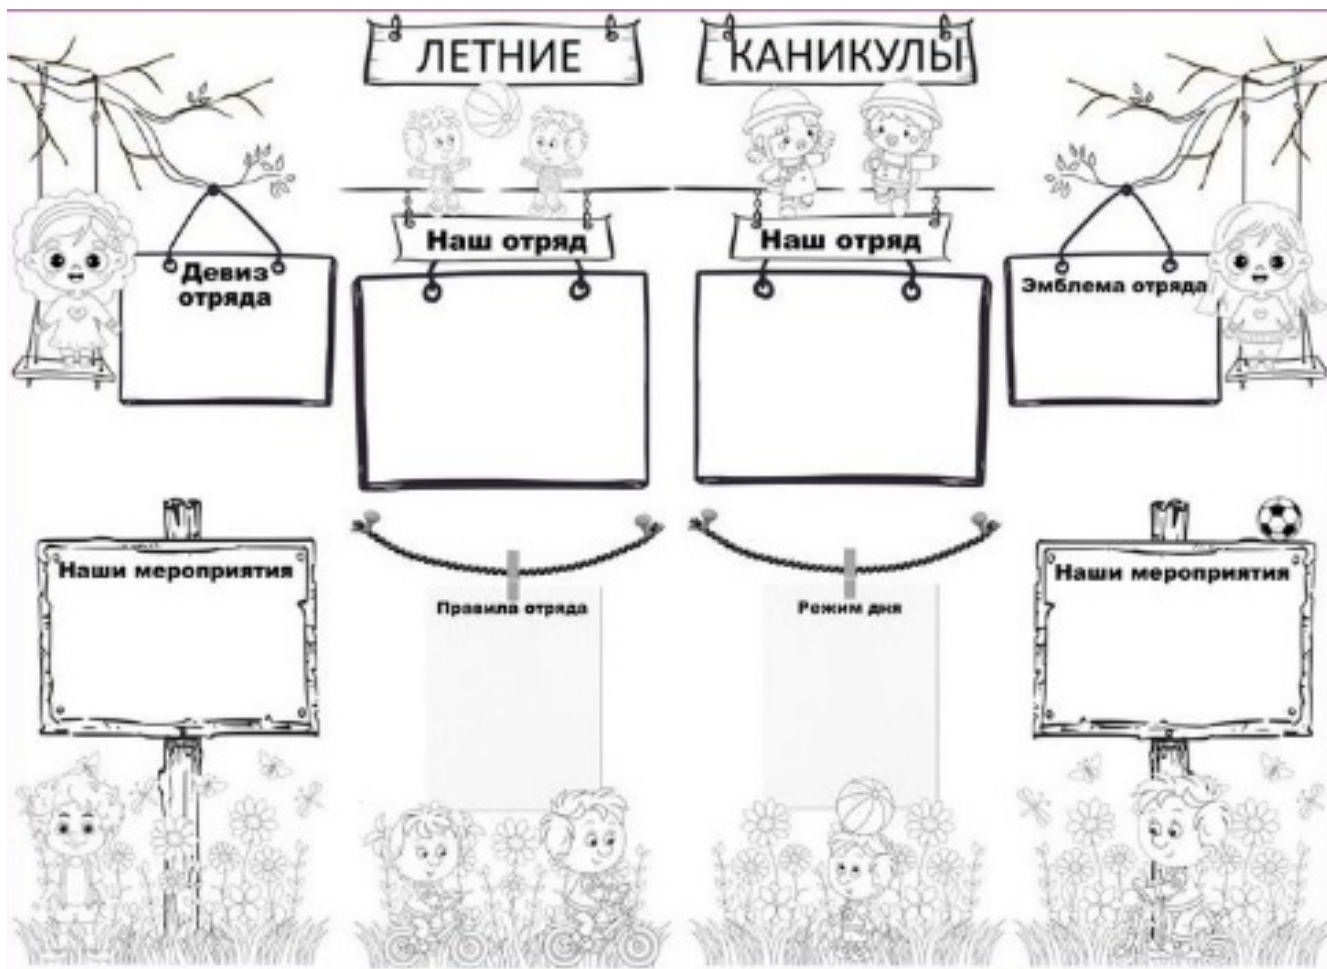 ЛЕТНИЕ КАНИКУЛЫ
Наш отряд
Наш отряд
Девиз
отряда
Эмблема отряда
Наши мероприятия
Правила отряда
Режим дня
Наши мероприятия